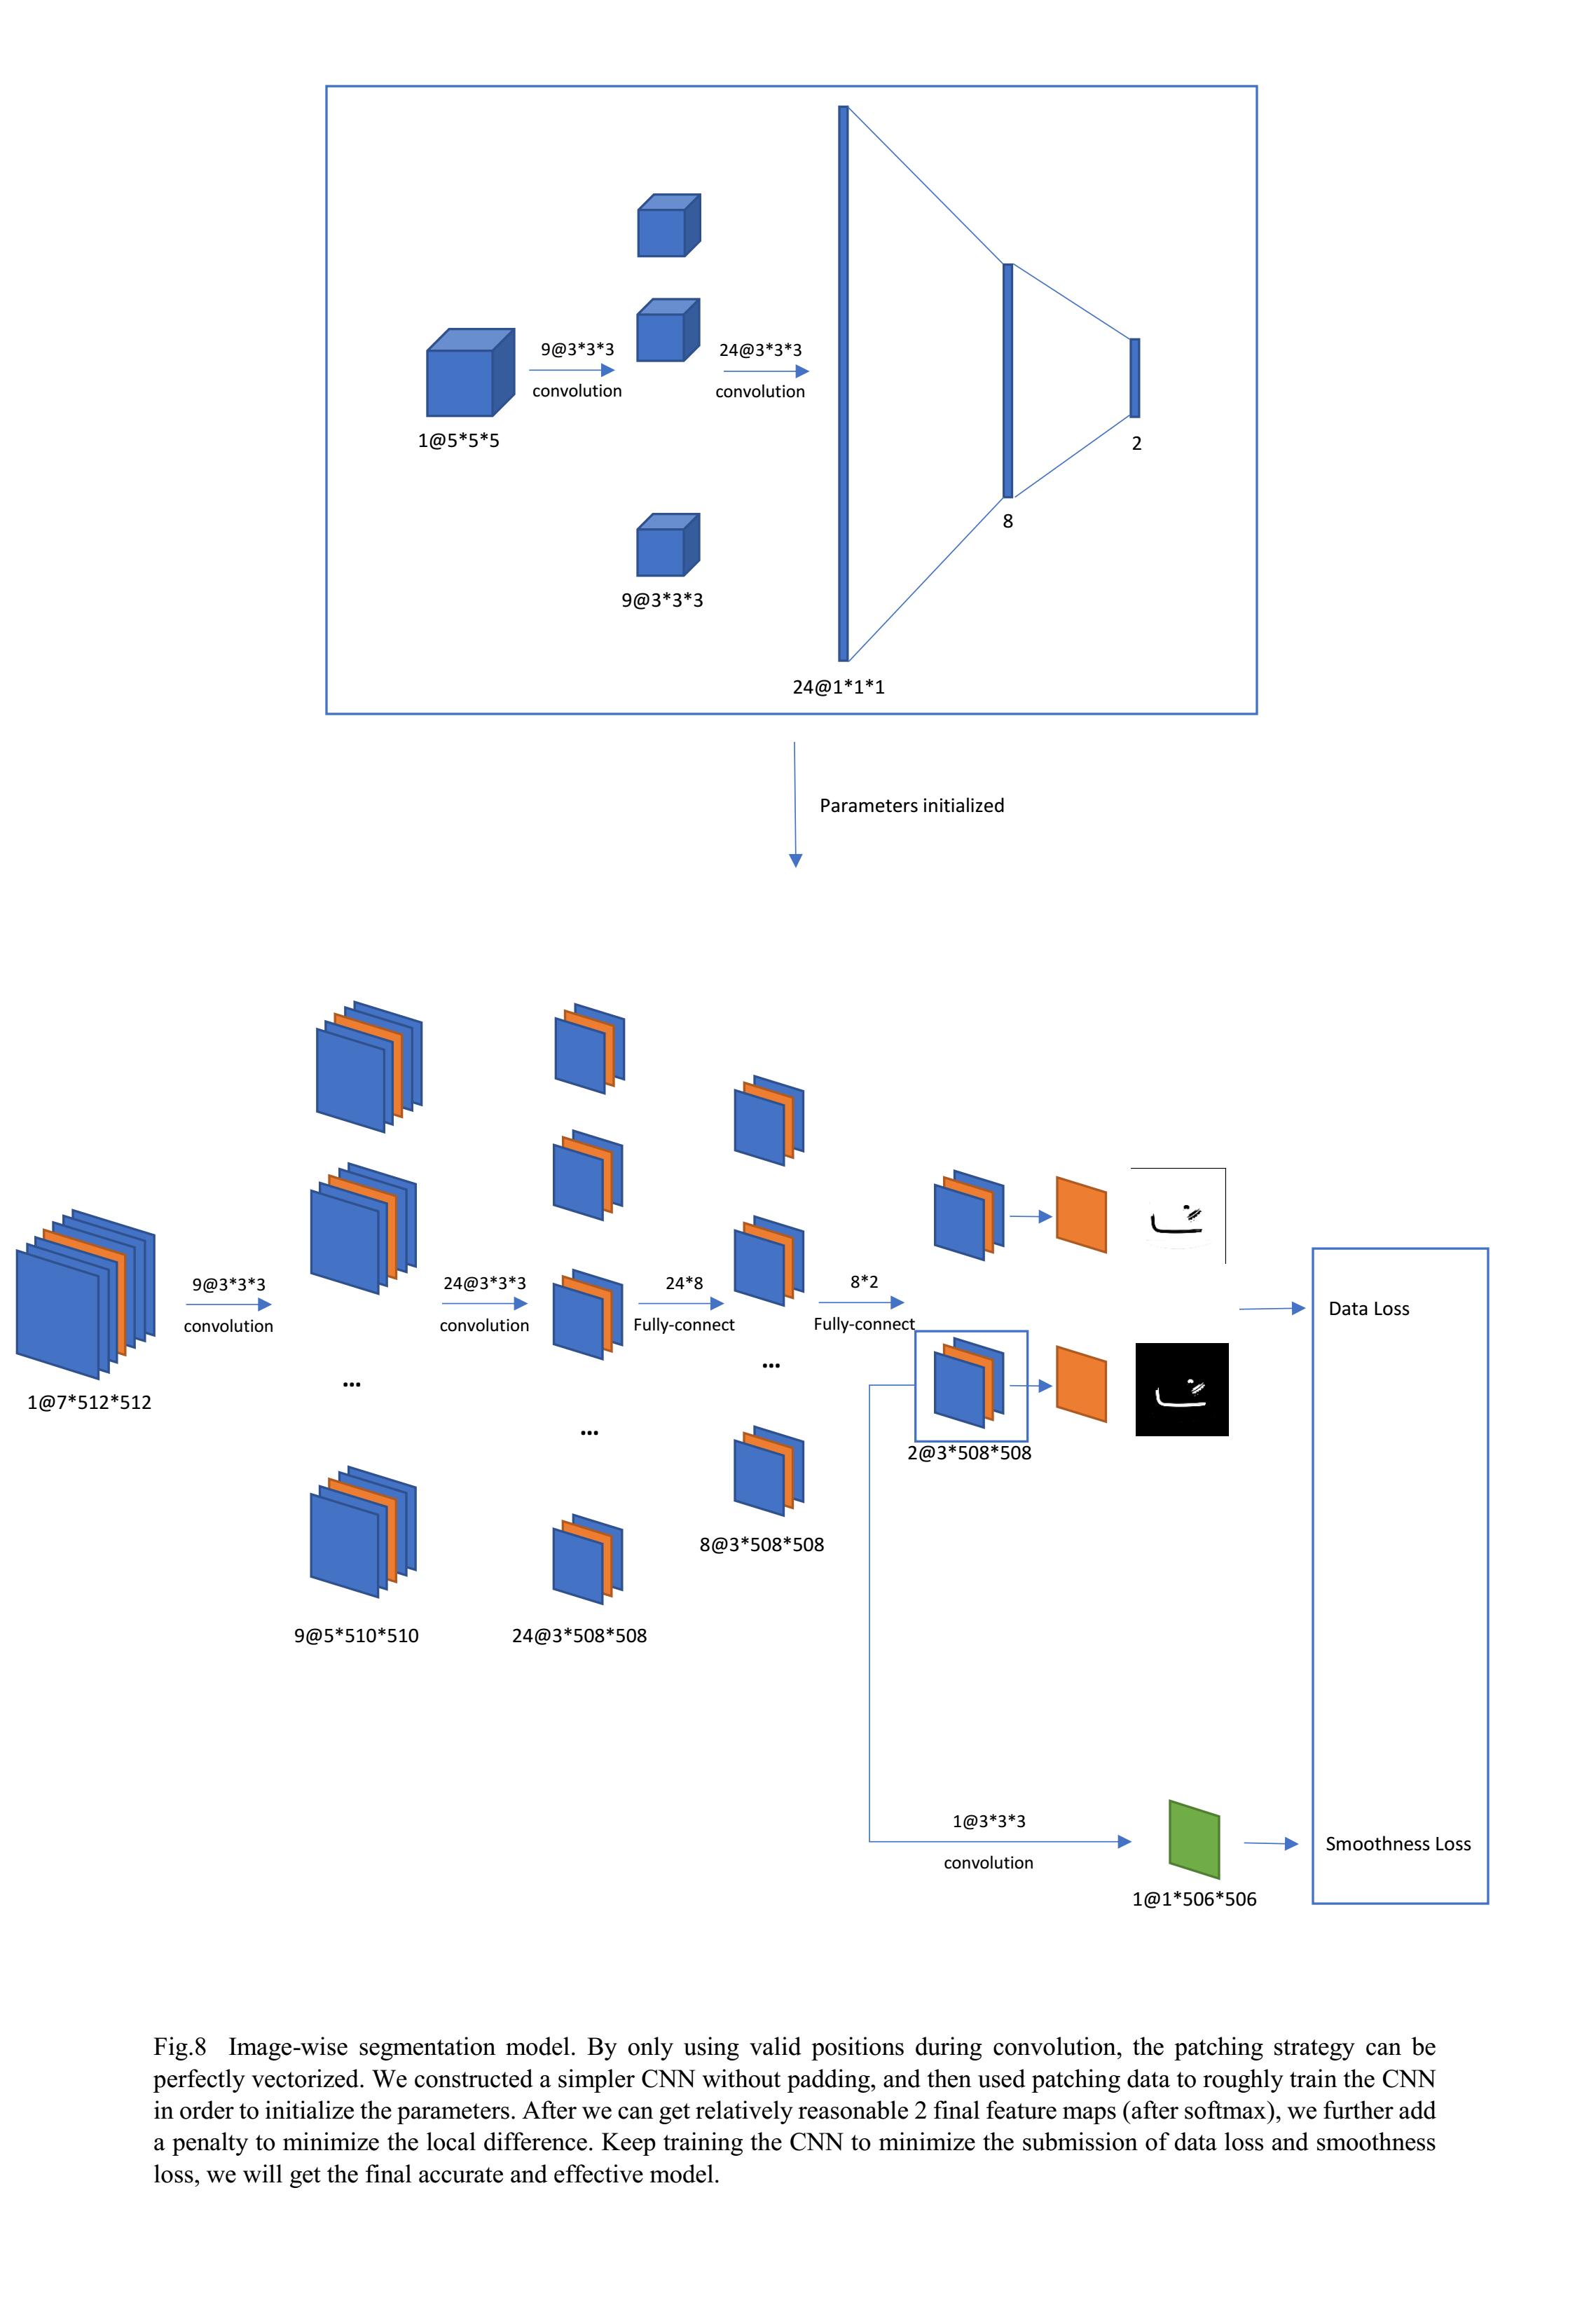 9@3*3*3
convolution
24@3*3*3
convolution
1@5*5*5
9@3*3*3
24@1*1*1
8
2
Parameters initialized
1@7*512*512
9@3*3*3
convolution
...
9@5*510*510
24@3*3*3
convolution
...
24@3*508*508
24*8
Fully-connect
...
8@3*508*508
8*2
Fully-connect
2@3*508*508
Data Loss
1@3*3*3
convolution
1@1*506*506
Smoothness Loss
Fig.8 Image-wise segmentation model. By only using valid positions during convolution, the patching strategy can be
perfectly vectorized. We constructed a simpler CNN without padding, and then used patching data to roughly train the CNN
in order to initialize the parameters. After we can get relatively reasonable 2 final feature maps (after softmax), we further add
a penalty to minimize the local difference. Keep training the CNN to minimize the submission of data loss and smoothness
loss, we will get the final accurate and effective model.